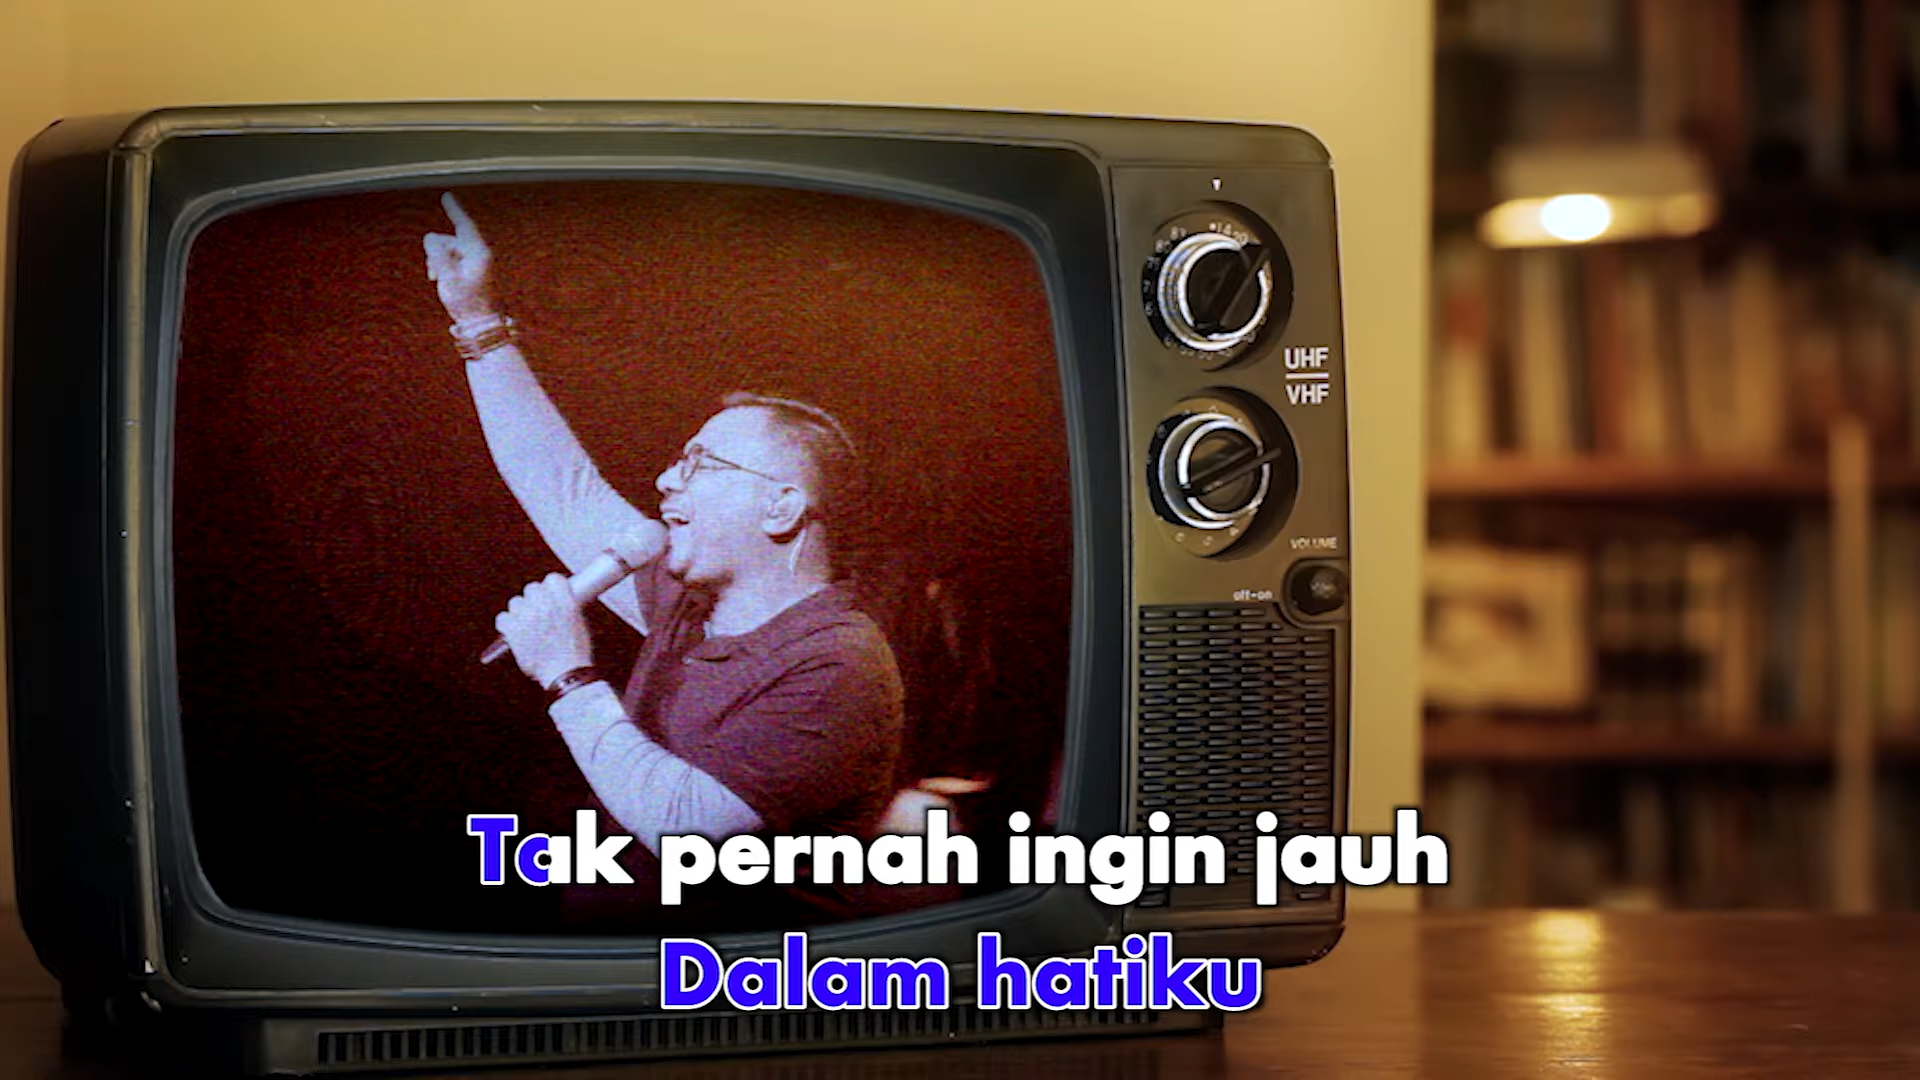 UHF
VHF
VOLUME
off-on
Tak pernah ingin jauh
Dalam hatiku